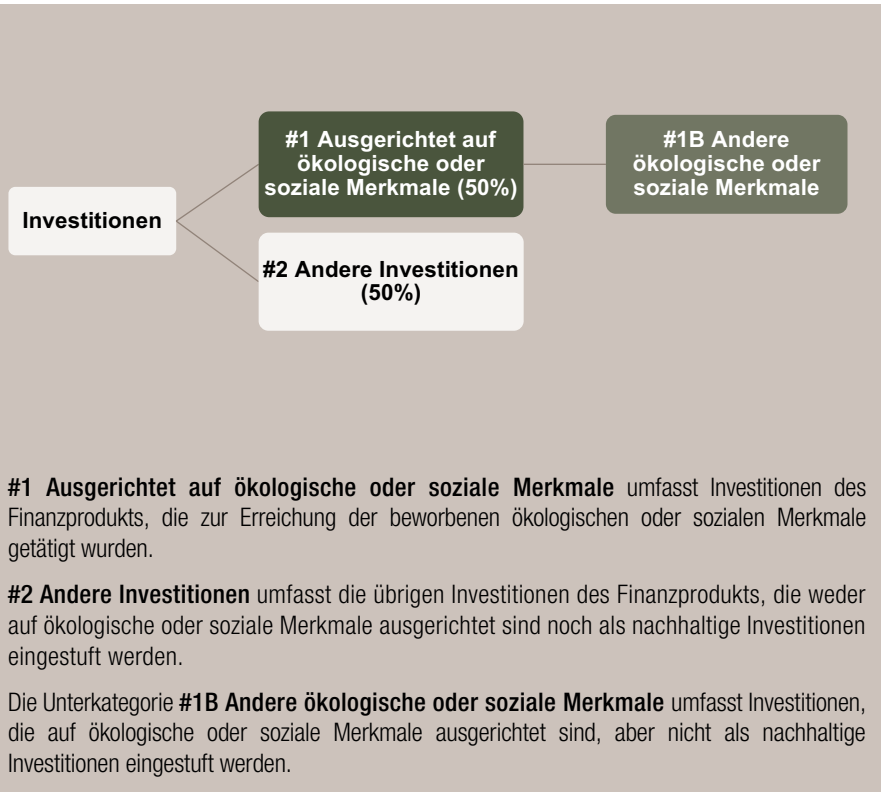 #1 Ausgerichtet auf
ökologische oder
soziale Merkmale (50%)
#1B Andere
ökologische oder
soziale Merkmale
Investitionen
#2 Andere Investitionen
(50%)
#1 Ausgerichtet auf ökologische oder soziale Merkmale umfasst Investitionen des
Finanzprodukts, die zur Erreichung der beworbenen ökologischen oder sozialen Merkmale
getätigt wurden.
#2 Andere Investitionen umfasst die übrigen Investitionen des Finanzprodukts, die weder
auf ökologische oder soziale Merkmale ausgerichtet sind noch als nachhaltige Investitionen
eingestuft werden.
Die Unterkategorie #1B Andere ökologische oder soziale Merkmale umfasst Investitionen,
die auf ökologische oder soziale Merkmale ausgerichtet sind, aber nicht als nachhaltige
Investitionen eingestuft werden.